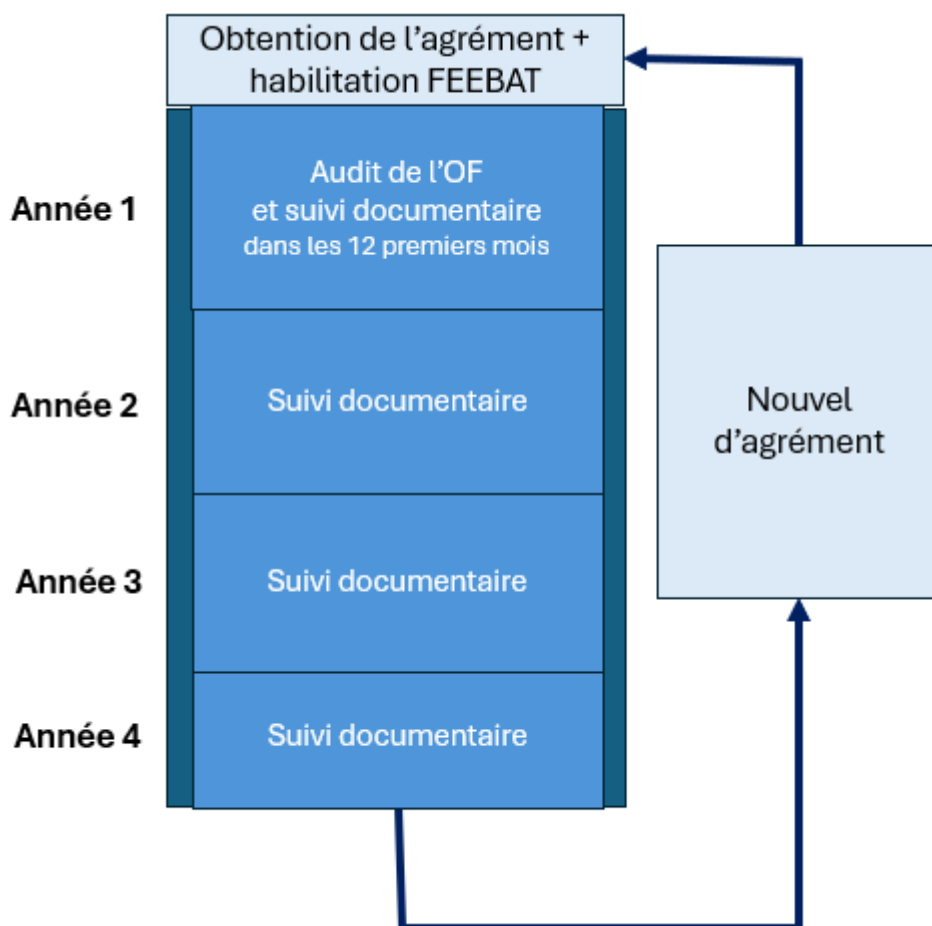 Obtention de l’agrément +
habilitation FEEBAT
Année 1
Audit de l’OF
et suivi documentaire
dans les 12 premiers mois
Année 2
Suivi documentaire
Nouvel
d’agrément
Année 3
Suivi documentaire
Année 4
Suivi documentaire